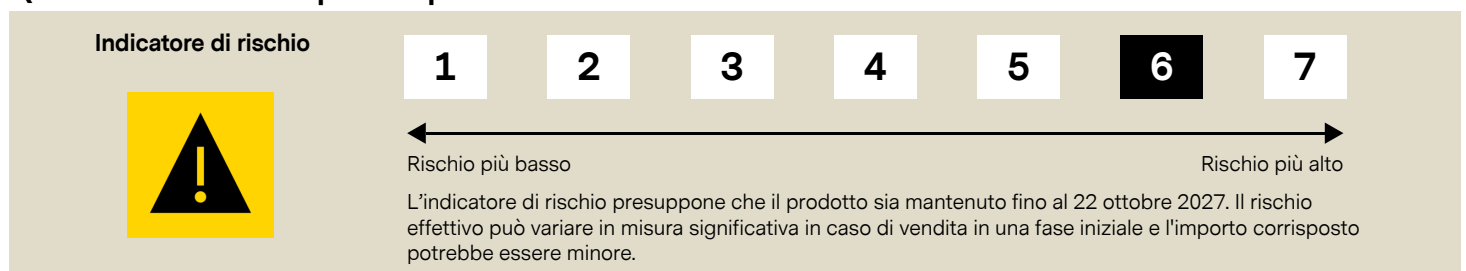 Indicatore di rischio
1 2 3 4 5 6 7
Rischio più basso Rischio più alto
L'indicatore di rischio presuppone che il prodotto sia mantenuto fino al 22 ottobre 2027. Il rischio
effettivo può variare in misura significativa in caso di vendita in una fase iniziale e l'importo corrisposto
potrebbe essere minore.